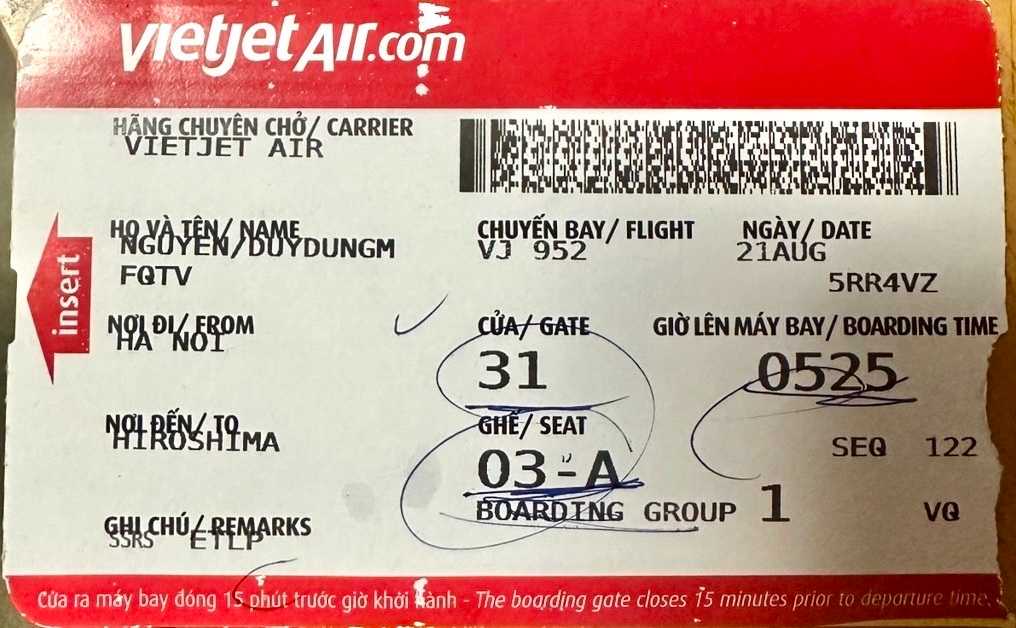 vietjetAir.com
HÃNG CHUYÊN CHỞ/ CARRIER
VIETJET AIR
HỌ VÀ TÊN/ NAME
NGUYEN/DUYDUNGM
FQTV
CHUYẾN BAY/ FLIGHT
VJ 952
NGÀY/ DATE
21AUG
5RR4VZ
NƠI ĐI/ FROM
HA NOI
CỬA/ GATE
31
GIỜ LÊN MÁY BAY/ BOARDING TIME
0525
NƠI ĐẾN/ TO
HIROSHIMA
GHẾ/ SEAT
03-A
SEQ 122
BOARDING GROUP 1
VQ
GHI CHÚ/ REMARKS
SSRS ETLP
insert
Cửa ra máy bay đóng 15 phút trước giờ khởi hành - The boarding gate closes 15 minutes prior to departure time.